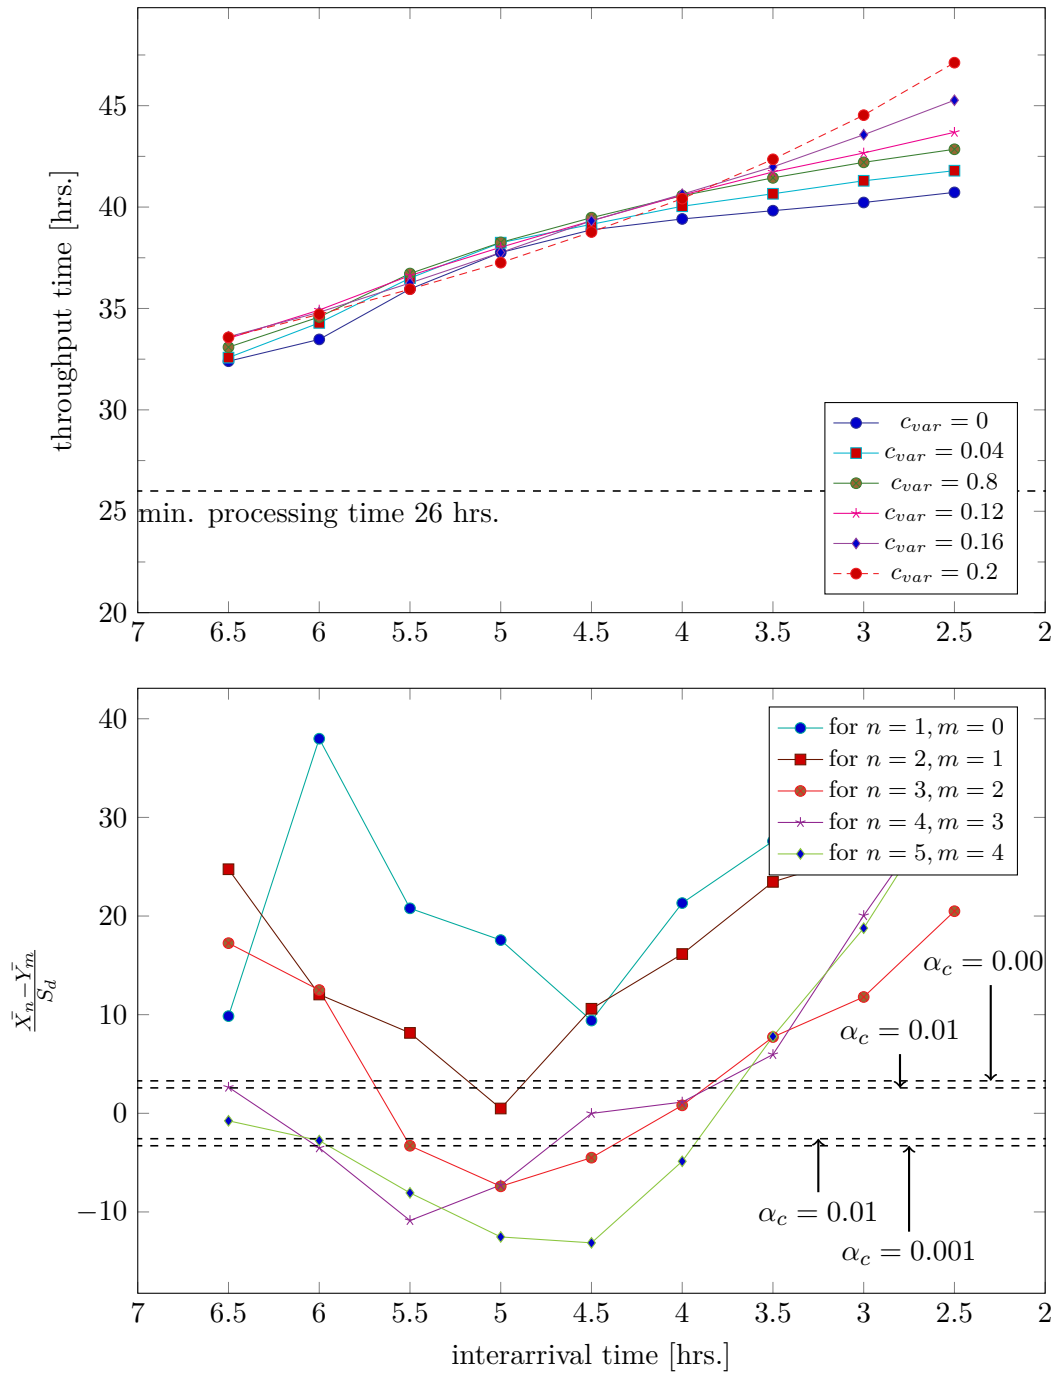 45
40
35
30
25
20
throughput time [hrs.]
min. processing time 26 hrs.
c_var = 0
c_var = 0.04
c_var = 0.8
c_var = 0.12
c_var = 0.16
c_var = 0.2
7 6.5 6 5.5 5 4.5 4 3.5 3 2.5 2
40
30
20
10
0
−10
X̄_n−Ȳ_m
S_d
for n = 1, m = 0
for n = 2, m = 1
for n = 3, m = 2
for n = 4, m = 3
for n = 5, m = 4
α_c = 0.00
α_c = 0.01
α_c = 0.01
α_c = 0.001
7 6.5 6 5.5 5 4.5 4 3.5 3 2.5 2
interarrival time [hrs.]